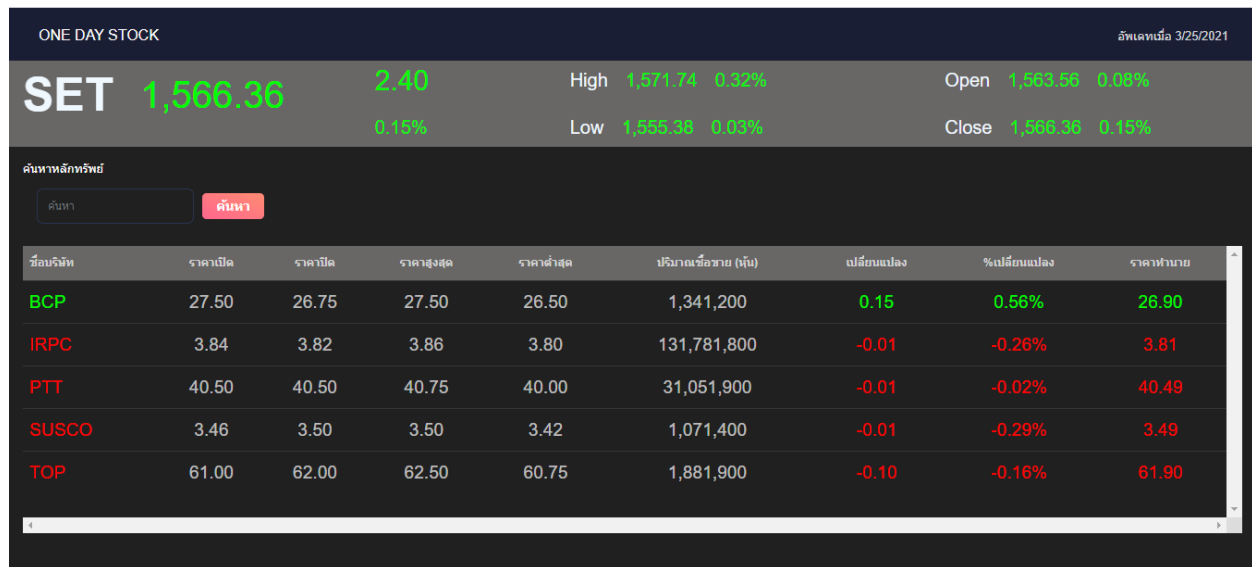 ONE DAY STOCK อัพเดทเมื่อ 3/25/2021
SET 1,566.36 2.40 0.15% High 1,571.74 0.32% Open 1,563.56 0.08%
Low 1,555.38 0.03% Close 1,566.36 0.15%
ค้นหาหลักทรัพย์
ค้นหา ค้นหา
ชื่อบริษัท ราคาเปิด ราคาปิด ราคาสูงสุด ราคาต่ำสุด ปริมาณซื้อขาย (หุ้น) เปลี่ยนแปลง %เปลี่ยนแปลง ราคาทำนาย
BCP 27.50 26.75 27.50 26.50 1,341,200 0.15 0.56% 26.90
IRPC 3.84 3.82 3.86 3.80 131,781,800 -0.01 -0.26% 3.81
PTT 40.50 40.50 40.75 40.00 31,051,900 -0.01 -0.02% 40.49
SUSCO 3.46 3.50 3.50 3.42 1,071,400 -0.01 -0.29% 3.49
TOP 61.00 62.00 62.50 60.75 1,881,900 -0.10 -0.16% 61.90